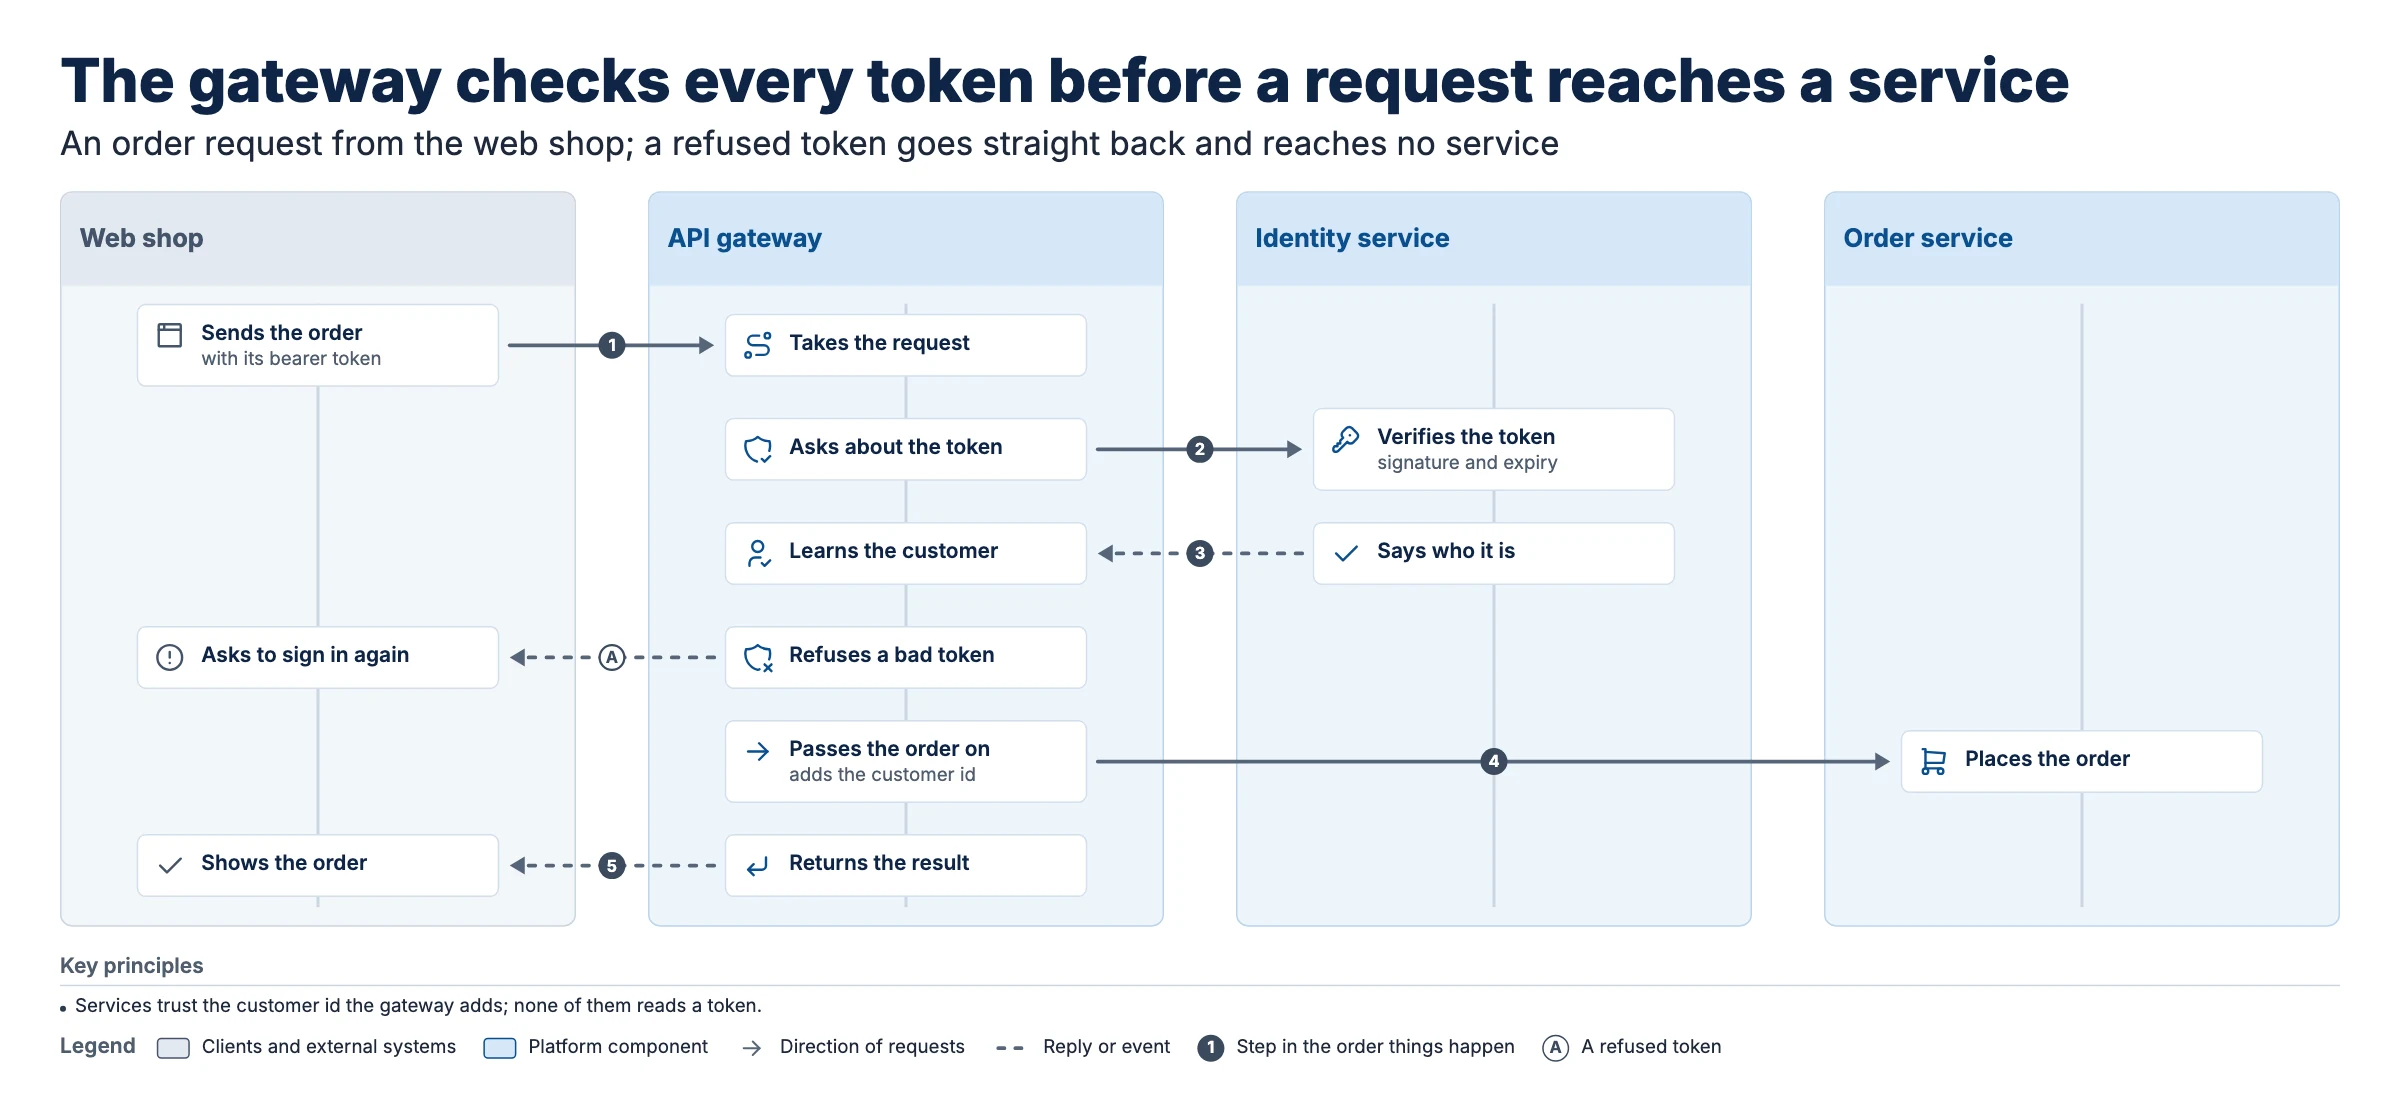 The gateway checks every token before a request reaches a service
An order request from the web shop; a refused token goes straight back and reaches no service
Web shop
API gateway
Identity service
Order service
Sends the order
with its bearer token
1
Takes the request
Asks about the token
2
Verifies the token
signature and expiry
Learns the customer
3
Says who it is
Asks to sign in again
A
Refuses a bad token
Passes the order on
adds the customer id
4
Places the order
Shows the order
5
Returns the result
Key principles
• Services trust the customer id the gateway adds; none of them reads a token.
Legend
Clients and external systems
Platform component
Direction of requests
Reply or event
1 Step in the order things happen
A A refused token